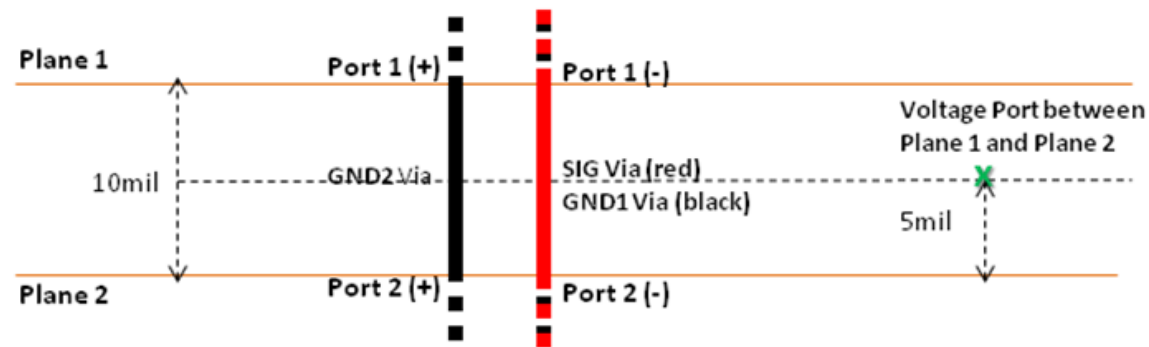 Plane 1
Port 1 (+)
Port 1 (-)
Voltage Port between
Plane 1 and Plane 2
10mil
GND2 Via
SIG Via (red)
GND1 Via (black)
X
5mil
Plane 2
Port 2 (+)
Port 2 (-)